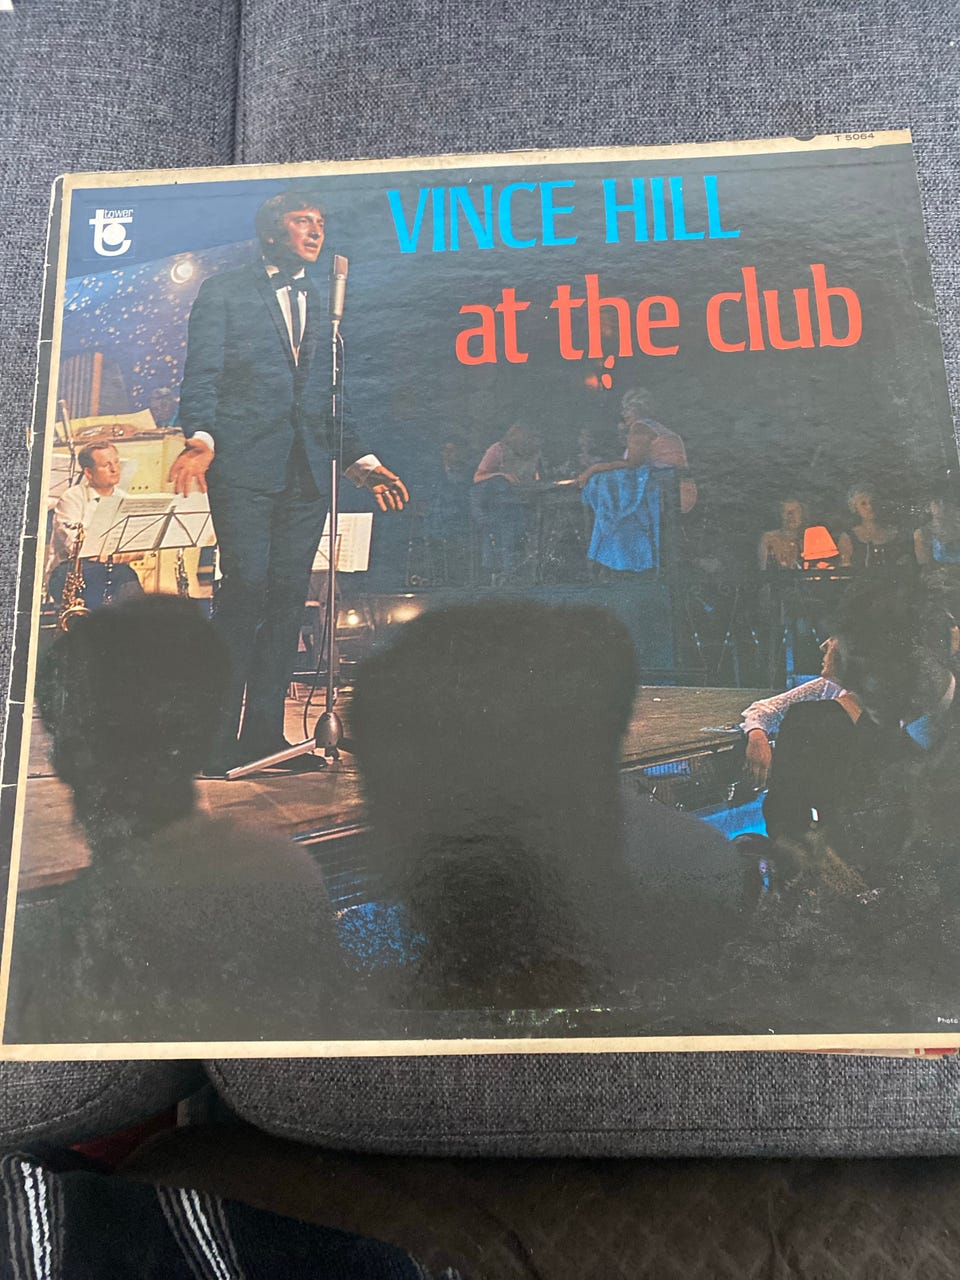 T 5064
tower
VINCE HILL
at the club
Photo